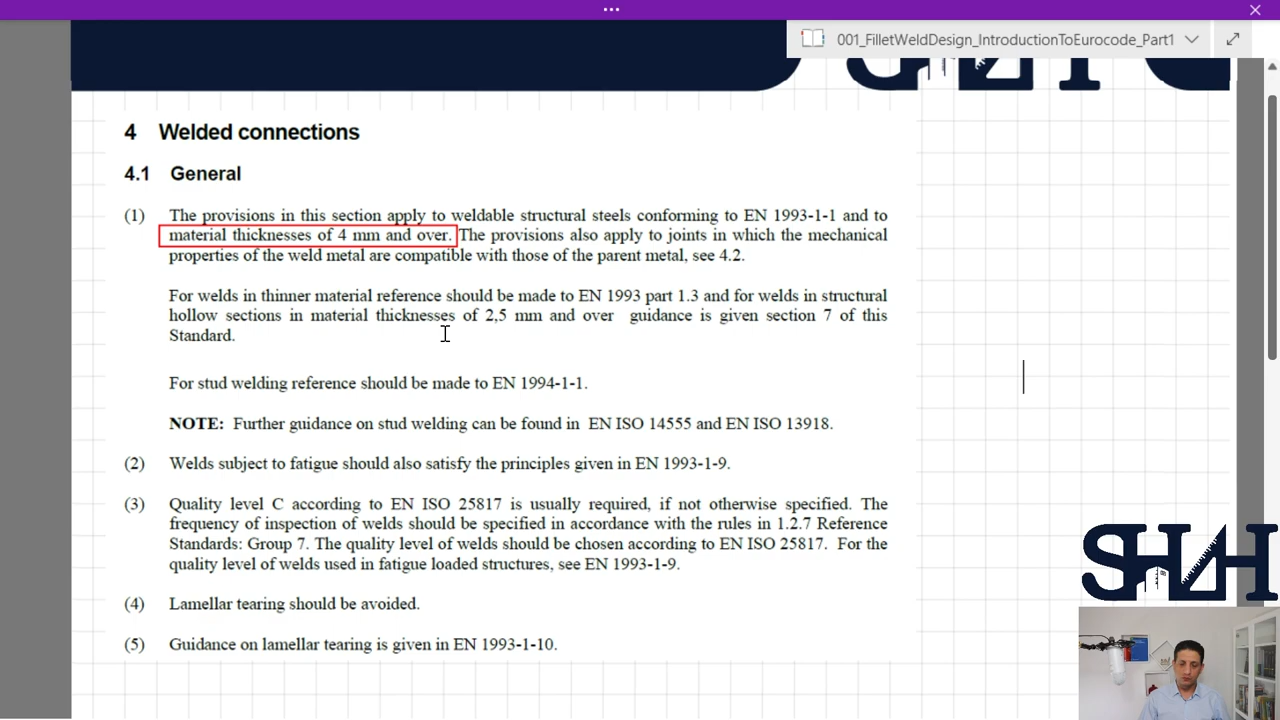 001_FilletWeldDesign_IntroductionToEurocode_Part1
4 Welded connections
4.1 General
(1) The provisions in this section apply to weldable structural steels conforming to EN 1993-1-1 and to
material thicknesses of 4 mm and over. The provisions also apply to joints in which the mechanical
properties of the weld metal are compatible with those of the parent metal, see 4.2.
For welds in thinner material reference should be made to EN 1993 part 1.3 and for welds in structural
hollow sections in material thicknesses of 2,5 mm and over guidance is given section 7 of this
Standard.
For stud welding reference should be made to EN 1994-1-1.
NOTE: Further guidance on stud welding can be found in EN ISO 14555 and EN ISO 13918.
(2) Welds subject to fatigue should also satisfy the principles given in EN 1993-1-9.
(3) Quality level C according to EN ISO 25817 is usually required, if not otherwise specified. The
frequency of inspection of welds should be specified in accordance with the rules in 1.2.7 Reference
Standards: Group 7. The quality level of welds should be chosen according to EN ISO 25817. For the
quality level of welds used in fatigue loaded structures, see EN 1993-1-9.
(4) Lamellar tearing should be avoided.
(5) Guidance on lamellar tearing is given in EN 1993-1-10.